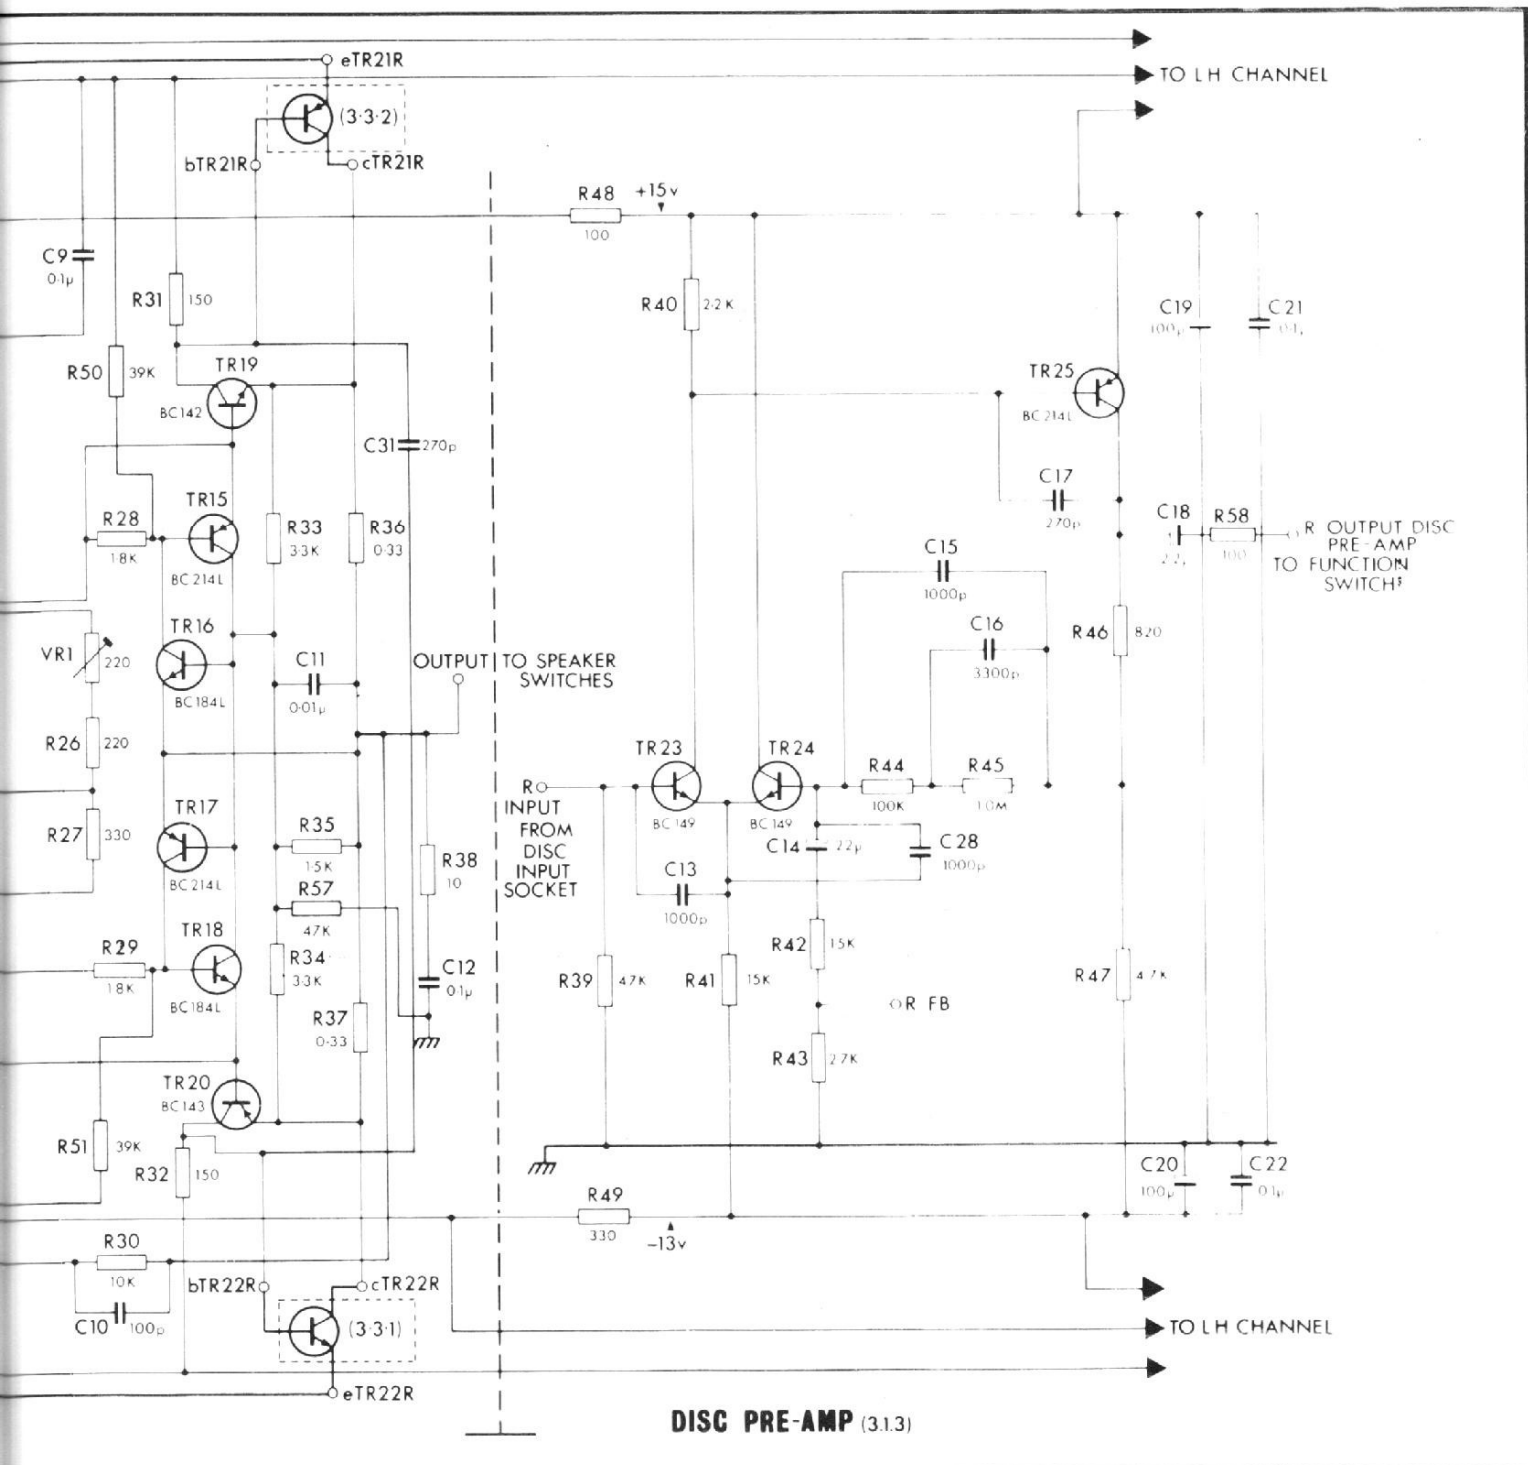 eTR21R
TO LH CHANNEL
(3·3·2)
bTR21R
cTR21R
R48
+15v
100
C9
0·1μ
R31
150
R40
2·2K
C19
100μ
C21
0·1μ
R50
39K
TR19
BC142
TR25
BC214L
C31
270p
C17
270p
TR15
BC214L
R28
18K
R33
3·3K
R36
0·33
C18
2·2μ
R58
100
R OUTPUT DISC
PRE-AMP
TO FUNCTION
SWITCH
C15
1000p
TR16
BC184L
VR1
220
C16
3300p
R46
820
C11
0·01μ
OUTPUT TO SPEAKER
SWITCHES
R26
220
TR23
BC149
TR24
BC149
R44
100K
R45
1·0M
R
INPUT
FROM
DISC
INPUT
SOCKET
TR17
BC214L
R27
330
R35
1·5K
R38
10
C14
22μ
C28
1000p
C13
1000p
R57
47K
TR18
BC184L
R29
18K
R34
3·3K
C12
0·1μ
R42
15K
R39
47K
R41
15K
R47
4·7K
R FB
R37
0·33
R43
2·7K
TR20
BC143
R51
39K
R32
150
C20
100μ
C22
0·1μ
R49
330
-13v
R30
10K
C10
100p
bTR22R
cTR22R
(3·3·1)
TO LH CHANNEL
eTR22R
DISC PRE-AMP (3.1.3)